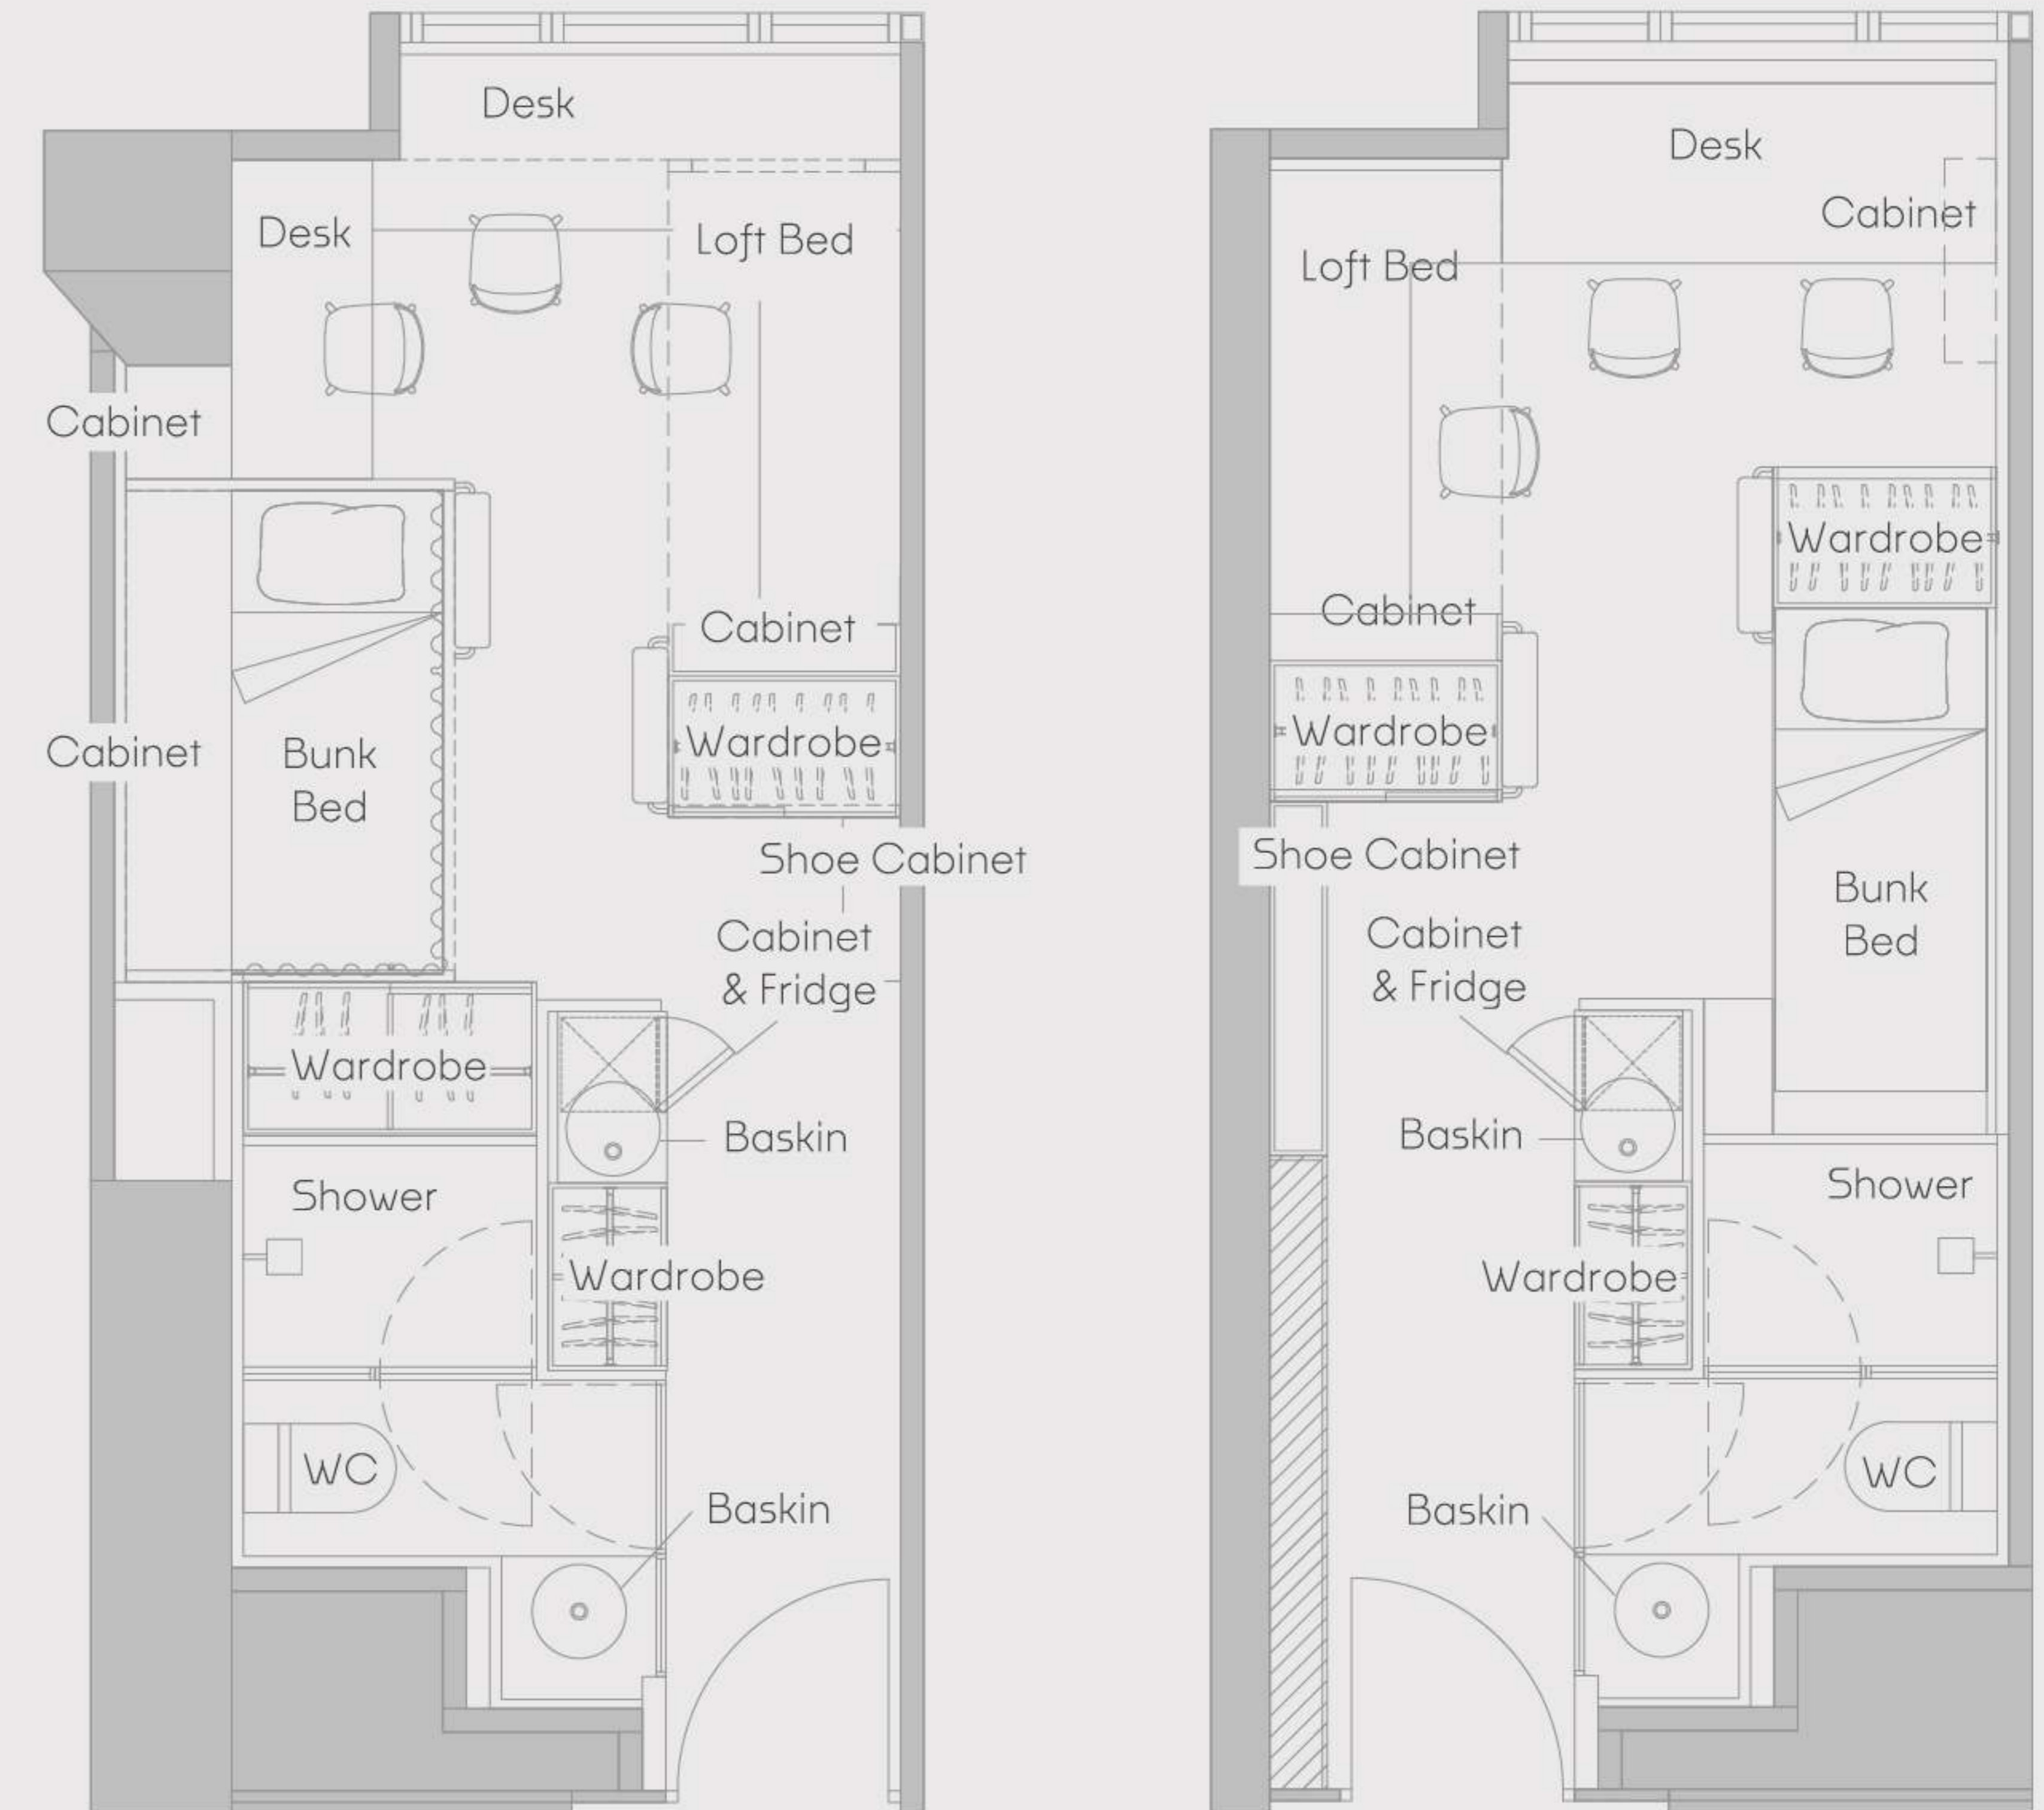 Desk
Desk
Loft Bed
Cabinet
Cabinet
Cabinet
Bunk
Bed
Wardrobe
Shoe Cabinet
Cabinet
& Fridge
Wardrobe
Baskin
Shower
Wardrobe
WC
Baskin
Desk
Cabinet
Loft Bed
Wardrobe
Cabinet
Wardrobe
Shoe Cabinet
Bunk
Bed
Cabinet
& Fridge
Baskin
Shower
Wardrobe
WC
Baskin